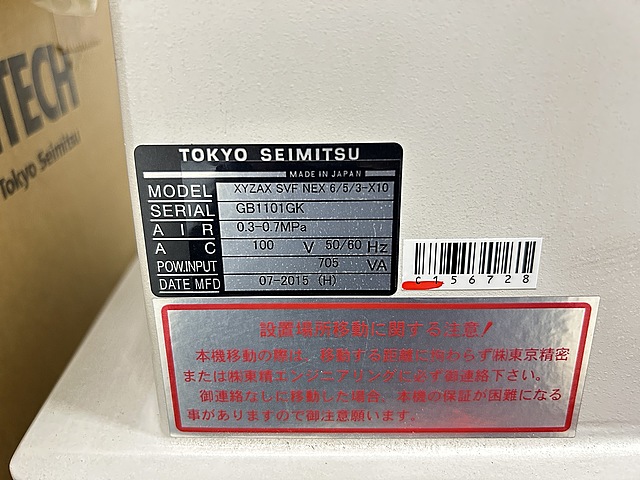 TECH
Tokyo Seimitsu
TOKYO SEIMITSU
MADE IN JAPAN
MODEL XYZAX SVF NEX 6/5/3-X10
SERIAL GB1101GK
AIR 0.3-0.7MPa
AC 100 V 50/60 Hz
POW.INPUT 705 VA
DATE MFD 07-2015 (H)
C156728
設置場所移動に関する注意!
本機移動の際は、移動する距離に拘わらず㈱東京精密
または㈱東精エンジニアリングに必ず御連絡下さい。
御連絡なしに移動した場合、本機の保証が困難になる
事がありますので御注意願います。